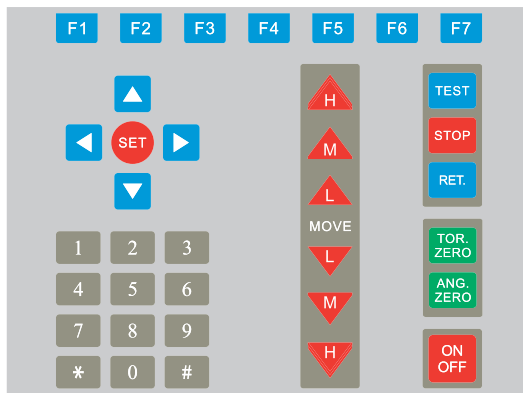 F1 F2 F3 F4 F5 F6 F7
SET
1 2 3
4 5 6
7 8 9
* 0 #
H
M
L
MOVE
L
M
H
TEST
STOP
RET.
TOR.
ZERO
ANG.
ZERO
ON
OFF